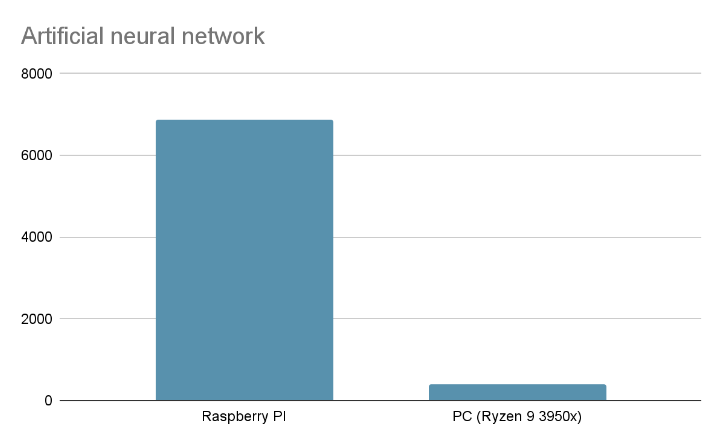 Artificial neural network
8000
6000
4000
2000
0
Raspberry PI
PC (Ryzen 9 3950x)